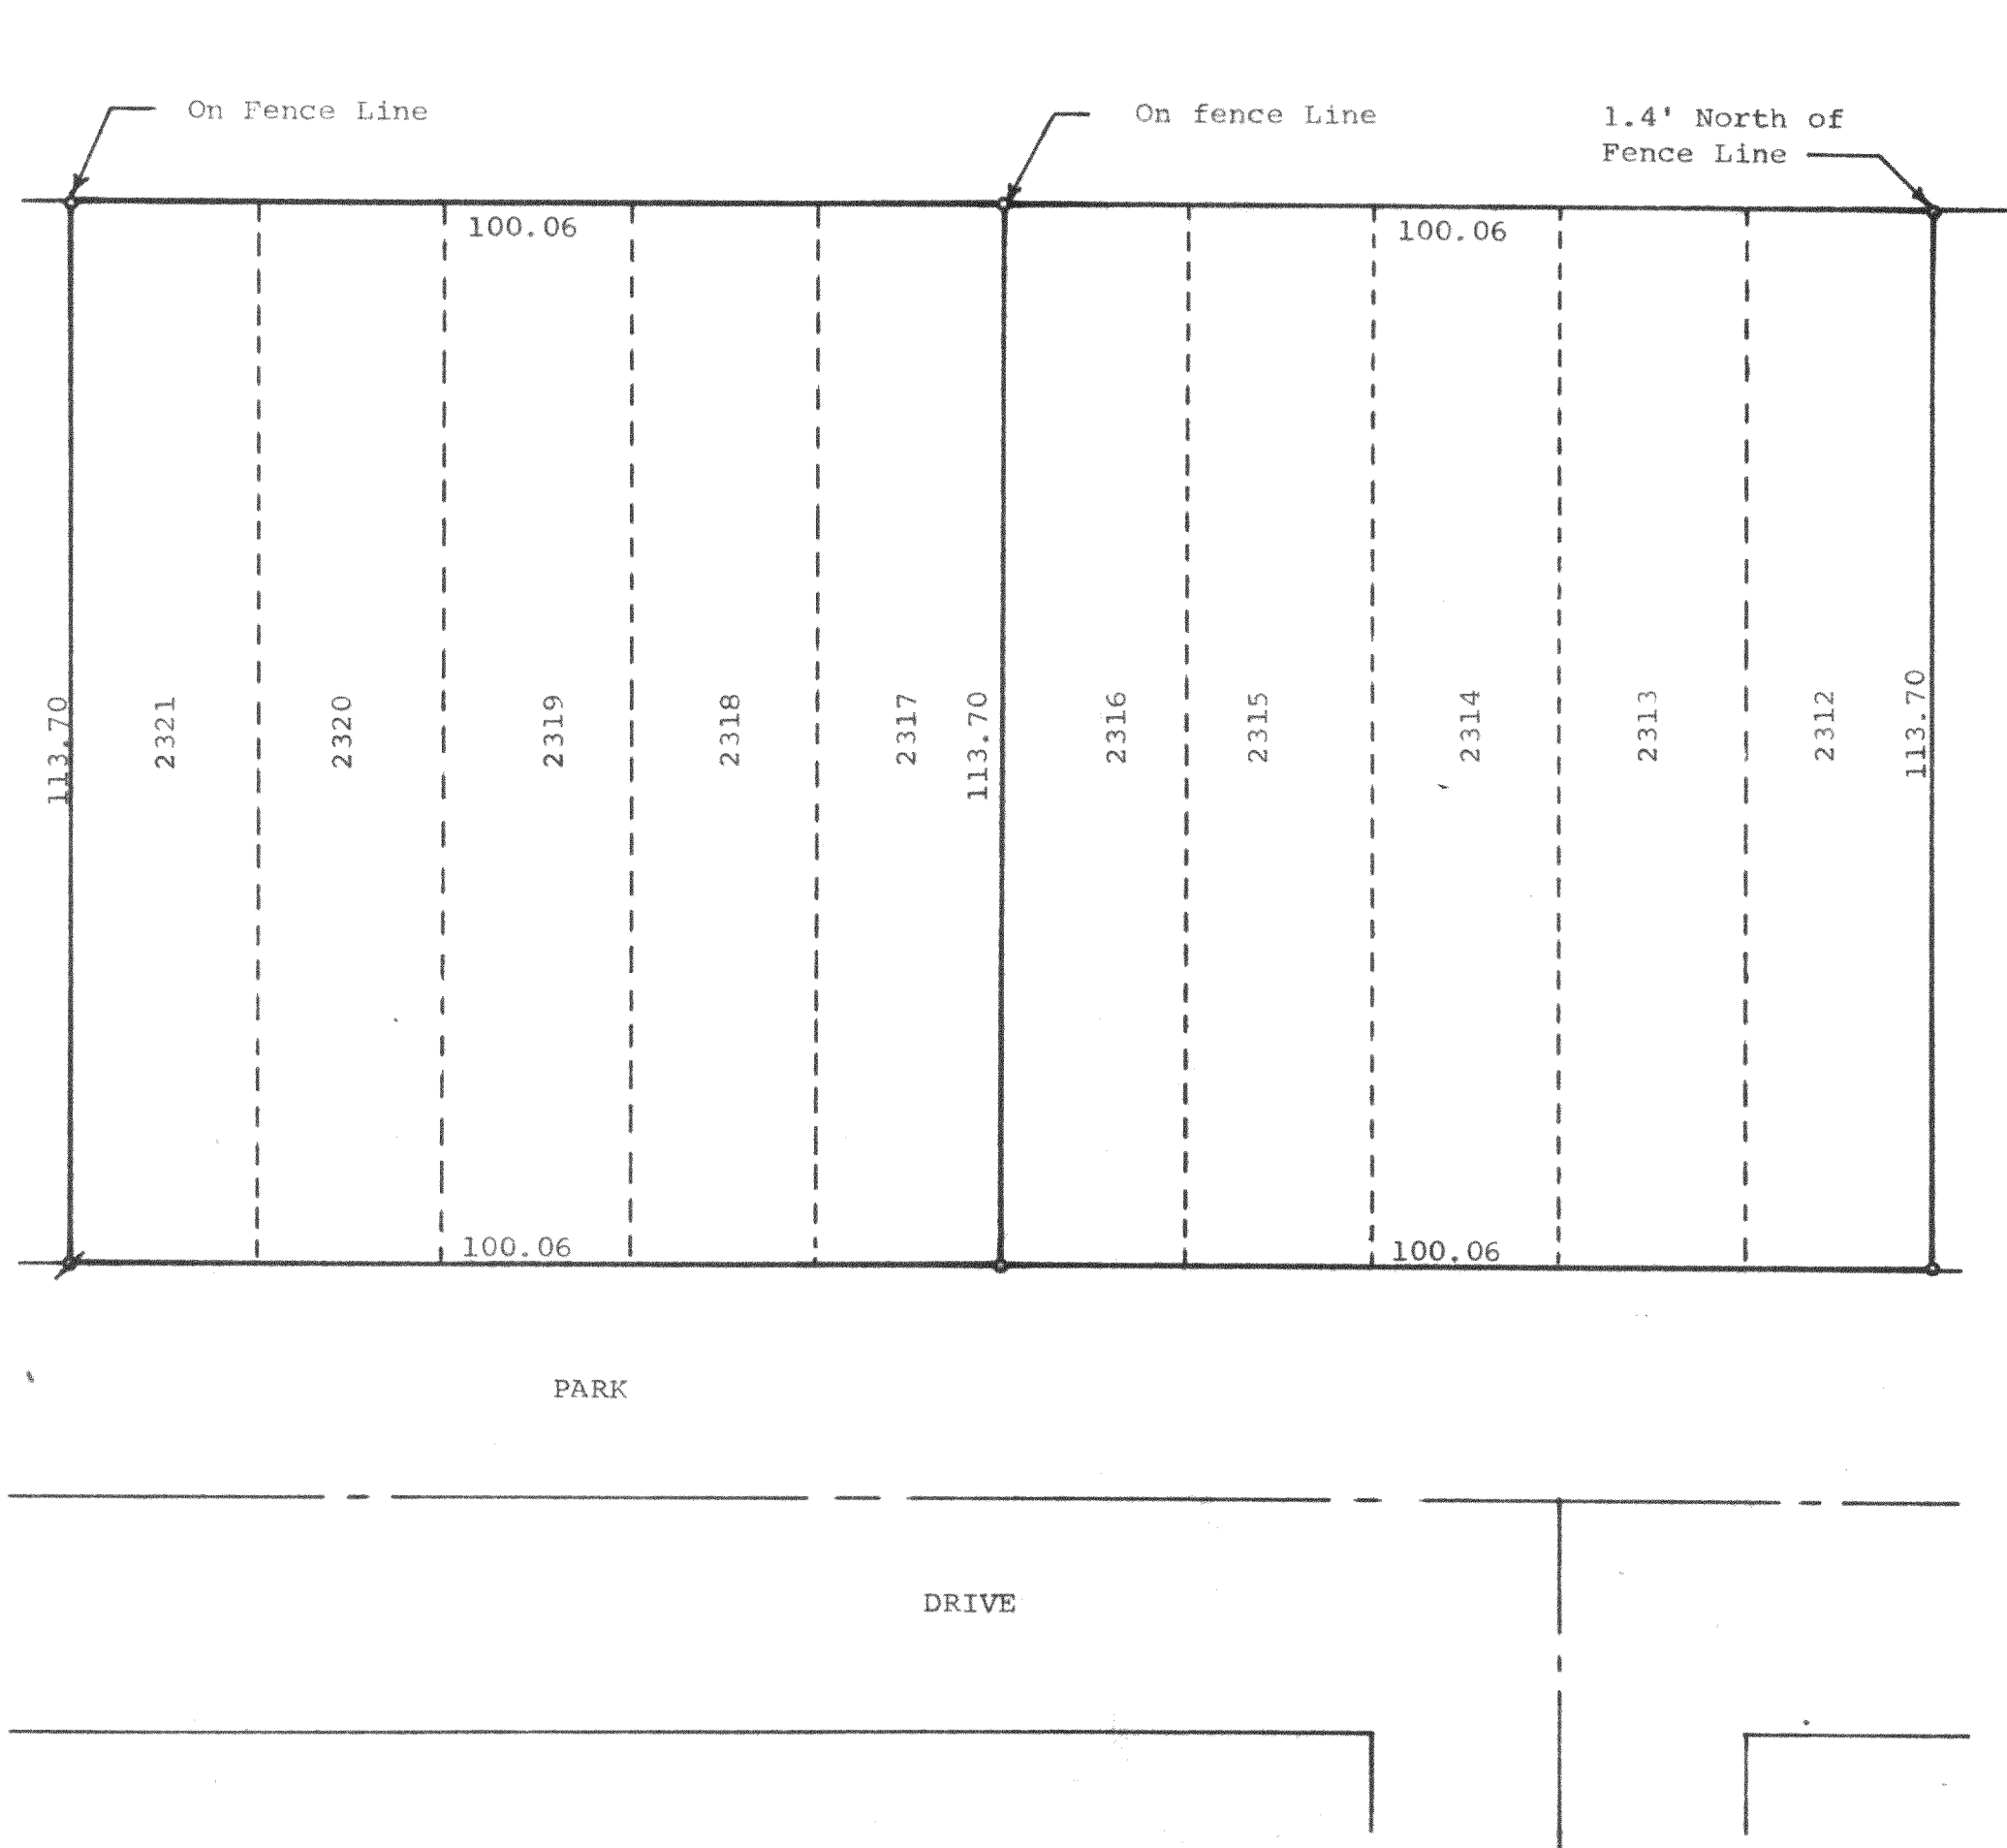 On Fence Line
On fence Line
1.4' North of
Fence Line
100.06
100.06
113.70
2321
2320
2319
2318
2317
113.70
2316
2315
2314
2313
2312
113.70
100.06
100.06
PARK
DRIVE